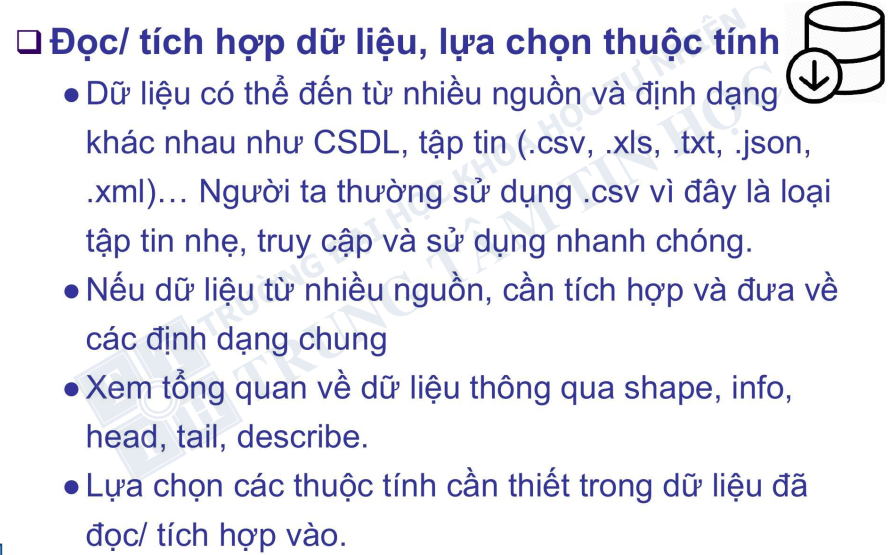 Đọc/ tích hợp dữ liệu, lựa chọn thuộc tính
● Dữ liệu có thể đến từ nhiều nguồn và định dạng
khác nhau như CSDL, tập tin (.csv, .xls, .txt, .json,
.xml)… Người ta thường sử dụng .csv vì đây là loại
tập tin nhẹ, truy cập và sử dụng nhanh chóng.
● Nếu dữ liệu từ nhiều nguồn, cần tích hợp và đưa về
các định dạng chung
● Xem tổng quan về dữ liệu thông qua shape, info,
head, tail, describe.
● Lựa chọn các thuộc tính cần thiết trong dữ liệu đã
đọc/ tích hợp vào.
TRƯỜNG ĐẠI HỌC KHOA HỌC TỰ NHIÊN
TRUNG TÂM TIN HỌC